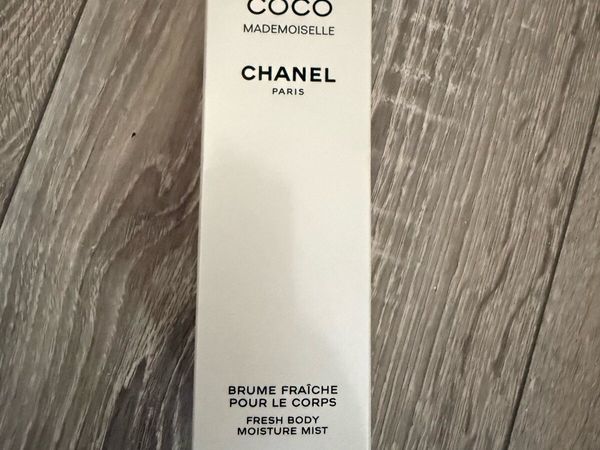 COCO
MADEMOISELLE
CHANEL
PARIS
BRUME FRAÎCHE
POUR LE CORPS
FRESH BODY
MOISTURE MIST